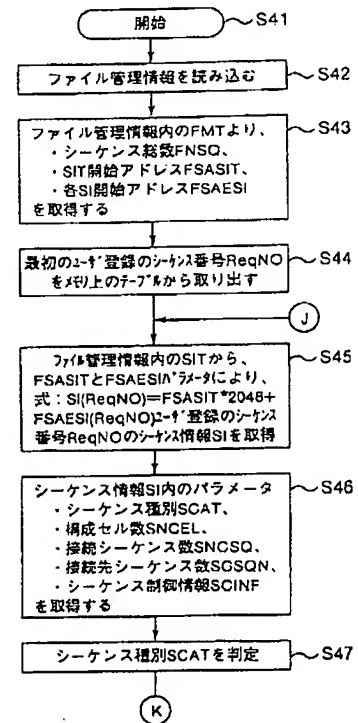 開始
S41
ファイル管理情報を読み込む
S42
ファイル管理情報内のFMTより、
・シーケンス総数FNSQ、
・SIT開始アドレスFSASIT、
・各SI開始アドレスFSAESI
を取得する
S43
最初のユーザ登録のシーケンス番号ReqNO
をメモリ上のテーブルから取り出す
S44
J
ファイル管理情報内のSITから、
FSASITとFSAESIパラメータにより、
式:SI(ReqNO)=FSASIT*2048+
FSAESI(ReqNO)ユーザ登録のシーケンス
番号ReqNOのシーケンス情報SIを取得
S45
シーケンス情報SI内のパラメータ
・シーケンス種別SCAT、
・構成セル数SNCEL、
・接続シーケンス数SNCSQ、
・接続先シーケンス数SCSQN、
・シーケンス制御情報SCINF
を取得する
S46
シーケンス種別SCATを判定
S47
K